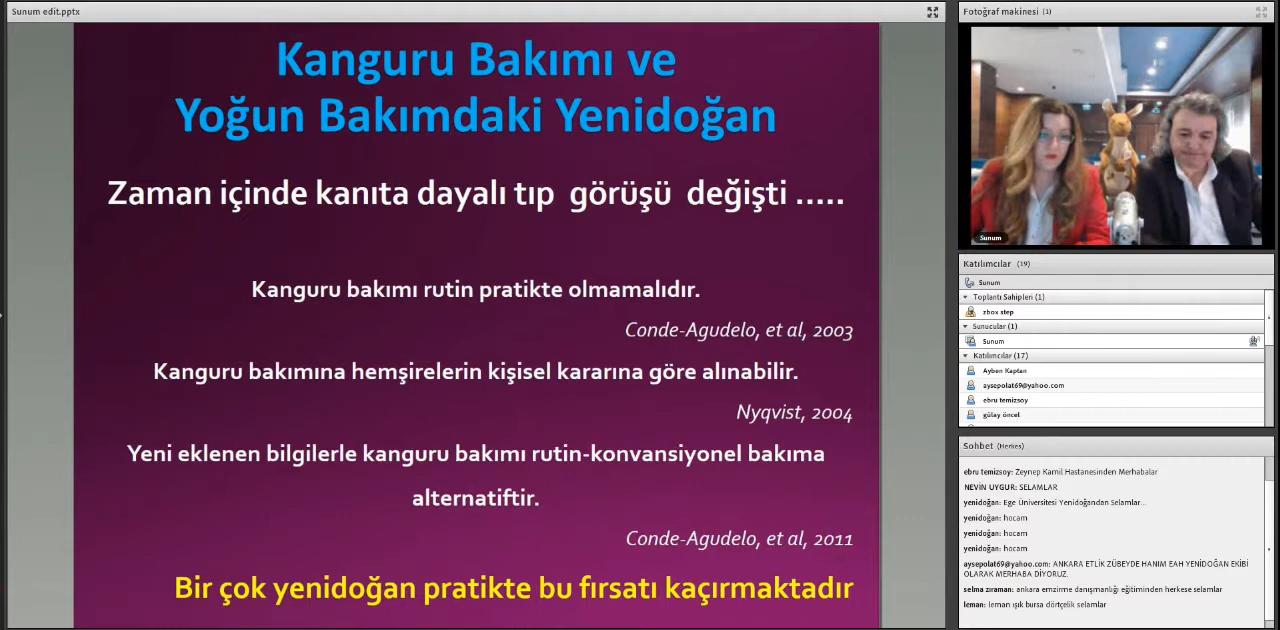 Sunum edit.pptx
Kanguru Bakımı ve
Yoğun Bakımdaki Yenidoğan
Zaman içinde kanıta dayalı tıp görüşü değişti .....
Kanguru bakımı rutin pratikte olmamalıdır.
Conde-Agudelo, et al, 2003
Kanguru bakımına hemşirelerin kişisel kararına göre alınabilir.
Nyqvist, 2004
Yeni eklenen bilgilerle kanguru bakımı rutin-konvansiyonel bakıma
alternatiftir.
Conde-Agudelo, et al, 2011
Bir çok yenidoğan pratikte bu fırsatı kaçırmaktadır
Fotoğraf makinesi (1)
Sunum
Katılımcılar (19)
Sunum
Toplantı Sahipleri (1)
zbox step
Sunucular (1)
Sunum
Katılımcılar (17)
Ayben Kaptan
aysepolat69@yahoo.com
ebru temizsoy
gülay öncel
Sohbet (Herkes)
ebru temizsoy: Zeynep Kamil Hastanesinden Merhabalar
NEVİN UYGUR: SELAMLAR
yenidoğan: Ege Üniversitesi Yenidoğandan Selamlar...
yenidoğan: hocam
yenidoğan: hocam
yenidoğan: hocam
aysepolat69@yahoo.com: ANKARA ETLİK ZÜBEYDE HANIM EAH YENİDOĞAN EKİBİ
OLARAK MERHABA DİYORUZ.
selma zıraman: ankara emzirme danışmanlığı eğitiminden herkese selamlar
leman: leman ışık bursa dörtçelik selamlar